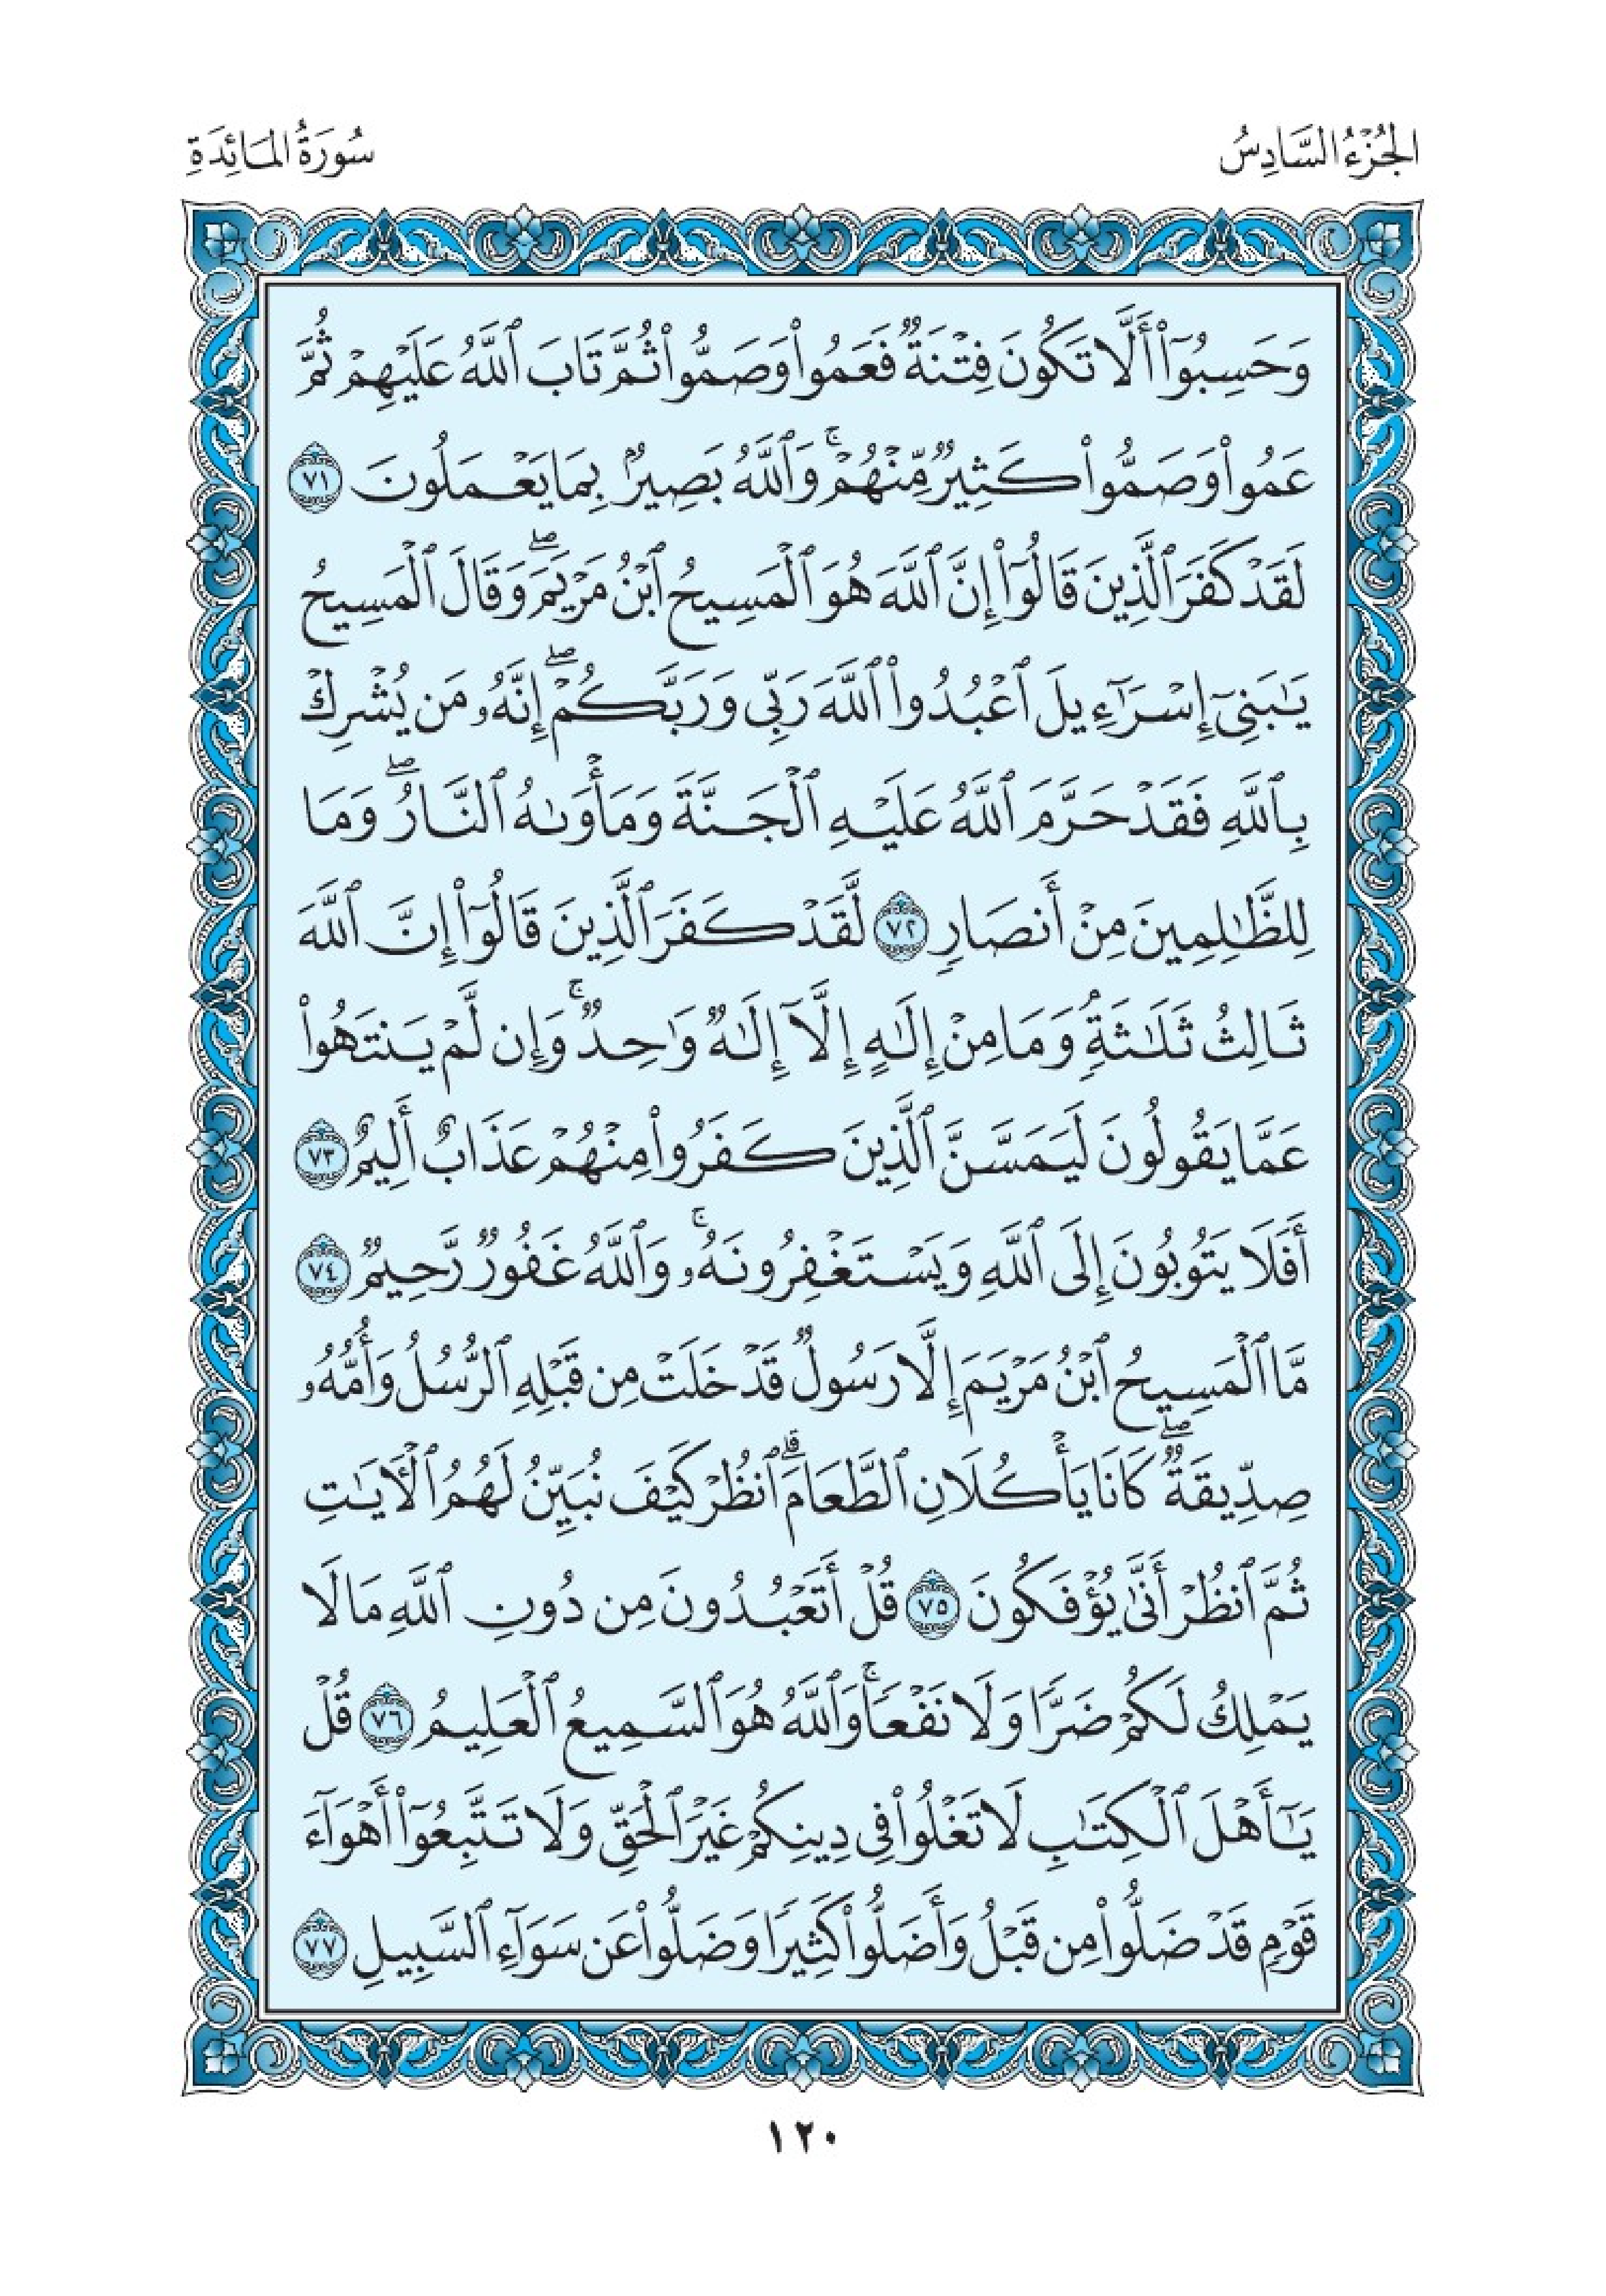 الجُزْءُ السَّادِسُ
سُورَةُ المَائِدَةِ
وَحَسِبُوٓا۟ أَلَّا تَكُونَ فِتْنَةٌ فَعَمُوا۟ وَصَمُّوا۟ ثُمَّ تَابَ ٱللَّهُ عَلَيْهِمْ ثُمَّ
عَمُوا۟ وَصَمُّوا۟ كَثِيرٌ مِّنْهُمْ ۚ وَٱللَّهُ بَصِيرٌۢ بِمَا يَعْمَلُونَ ٧١
لَقَدْ كَفَرَ ٱلَّذِينَ قَالُوٓا۟ إِنَّ ٱللَّهَ هُوَ ٱلْمَسِيحُ ٱبْنُ مَرْيَمَ ۖ وَقَالَ ٱلْمَسِيحُ
يَٰبَنِىٓ إِسْرَٰٓءِيلَ ٱعْبُدُوا۟ ٱللَّهَ رَبِّى وَرَبَّكُمْ ۖ إِنَّهُۥ مَن يُشْرِكْ
بِٱللَّهِ فَقَدْ حَرَّمَ ٱللَّهُ عَلَيْهِ ٱلْجَنَّةَ وَمَأْوَىٰهُ ٱلنَّارُ ۖ وَمَا
لِلظَّٰلِمِينَ مِنْ أَنصَارٍ ٧٢ لَّقَدْ كَفَرَ ٱلَّذِينَ قَالُوٓا۟ إِنَّ ٱللَّهَ
ثَالِثُ ثَلَٰثَةٍ ۘ وَمَا مِنْ إِلَٰهٍ إِلَّآ إِلَٰهٌ وَٰحِدٌ ۚ وَإِن لَّمْ يَنتَهُوا۟
عَمَّا يَقُولُونَ لَيَمَسَّنَّ ٱلَّذِينَ كَفَرُوا۟ مِنْهُمْ عَذَابٌ أَلِيمٌ ٧٣
أَفَلَا يَتُوبُونَ إِلَى ٱللَّهِ وَيَسْتَغْفِرُونَهُۥ ۚ وَٱللَّهُ غَفُورٌ رَّحِيمٌ ٧٤
مَّا ٱلْمَسِيحُ ٱبْنُ مَرْيَمَ إِلَّا رَسُولٌ قَدْ خَلَتْ مِن قَبْلِهِ ٱلرُّسُلُ وَأُمُّهُۥ
صِدِّيقَةٌ ۖ كَانَا يَأْكُلَانِ ٱلطَّعَامَ ۗ ٱنظُرْ كَيْفَ نُبَيِّنُ لَهُمُ ٱلْـَٔايَٰتِ
ثُمَّ ٱنظُرْ أَنَّىٰ يُؤْفَكُونَ ٧٥ قُلْ أَتَعْبُدُونَ مِن دُونِ ٱللَّهِ مَا لَا
يَمْلِكُ لَكُمْ ضَرًّا وَلَا نَفْعًا ۚ وَٱللَّهُ هُوَ ٱلسَّمِيعُ ٱلْعَلِيمُ ٧٦ قُلْ
يَٰٓأَهْلَ ٱلْكِتَٰبِ لَا تَغْلُوا۟ فِى دِينِكُمْ غَيْرَ ٱلْحَقِّ وَلَا تَتَّبِعُوٓا۟ أَهْوَآءَ
قَوْمٍ قَدْ ضَلُّوا۟ مِن قَبْلُ وَأَضَلُّوا۟ كَثِيرًا وَضَلُّوا۟ عَن سَوَآءِ ٱلسَّبِيلِ ٧٧
١٢٠